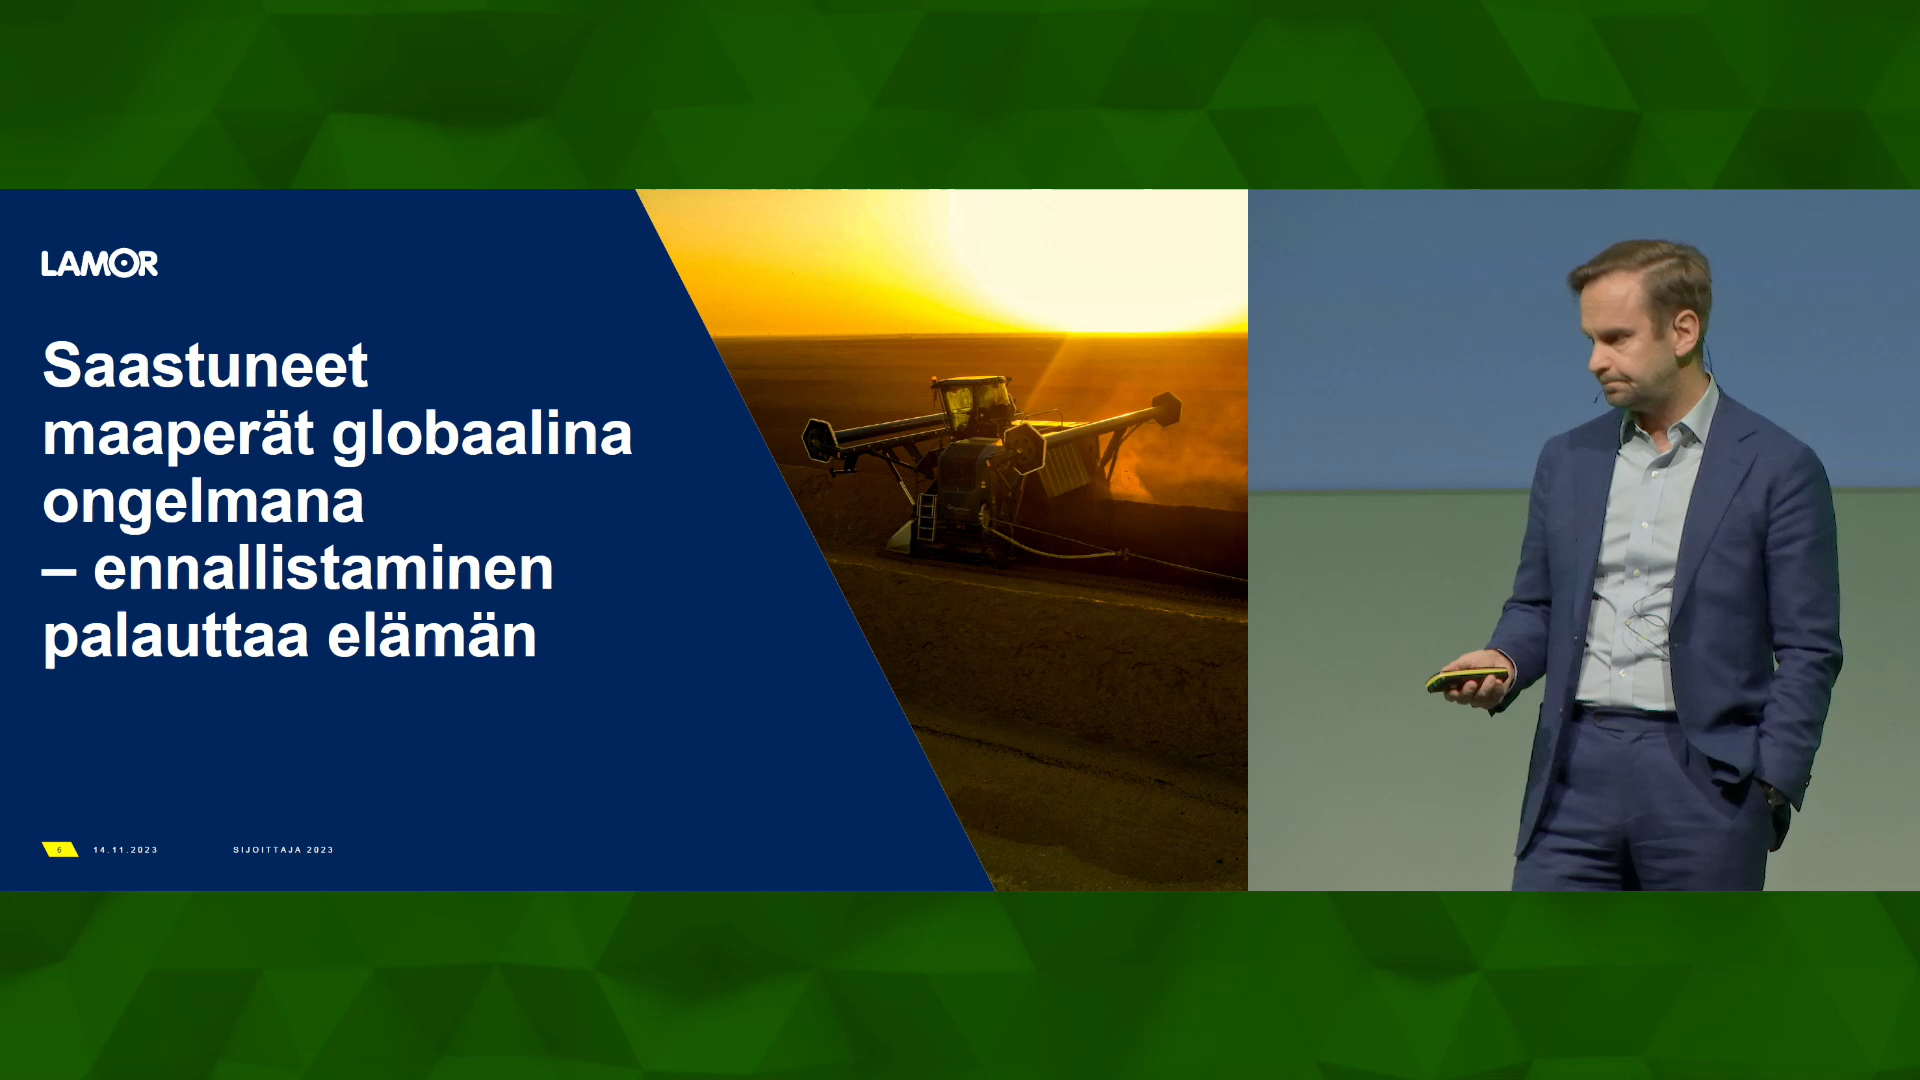 LAMOR
Saastuneet
maaperät globaalina
ongelmana
– ennallistaminen
palauttaa elämän
6
14.11.2023
SIJOITTAJA 2023